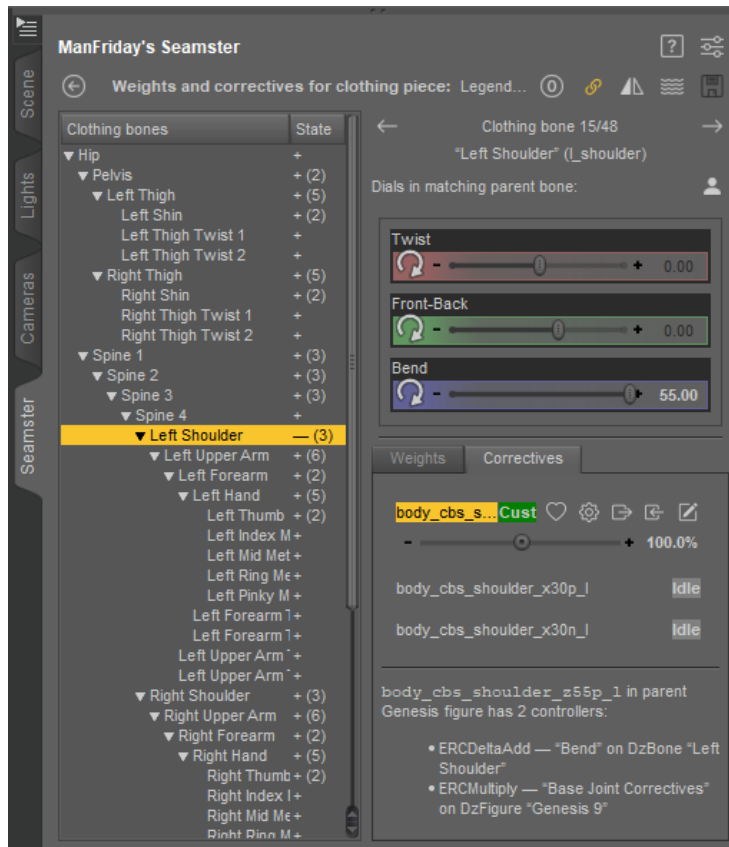 ManFriday's Seamster
?
Weights and correctives for clothing piece: Legend... 0
Scene
Lights
Cameras
Seamster
Clothing bones State
Hip +
Pelvis + (2)
Left Thigh + (5)
Left Shin + (2)
Left Thigh Twist 1 +
Left Thigh Twist 2 +
Right Thigh + (5)
Right Shin + (2)
Right Thigh Twist 1 +
Right Thigh Twist 2 +
Spine 1 + (3)
Spine 2 + (3)
Spine 3 + (3)
Spine 4 +
Left Shoulder — (3)
Left Upper Arm + (6)
Left Forearm + (2)
Left Hand + (5)
Left Thumb + (2)
Left Index M +
Left Mid Met +
Left Ring Me +
Left Pinky M +
Left Forearm T +
Left Forearm T +
Left Upper Arm +
Left Upper Arm +
Right Shoulder + (3)
Right Upper Arm + (6)
Right Forearm + (2)
Right Hand + (5)
Right Thumb + (2)
Right Index +
Right Mid Me +
Right Ring M +
Clothing bone 15/48
“Left Shoulder” (l_shoulder)
Dials in matching parent bone:
Twist
- + 0.00
Front-Back
- + 0.00
Bend
- + 55.00
Weights Correctives
body_cbs_s... Cust
- + 100.0%
body_cbs_shoulder_x30p_l Idle
body_cbs_shoulder_x30n_l Idle
body_cbs_shoulder_z55p_l in parent
Genesis figure has 2 controllers:
• ERCDeltaAdd — “Bend” on DzBone “Left
Shoulder”
• ERCMultiply — “Base Joint Correctives”
on DzFigure “Genesis 9”